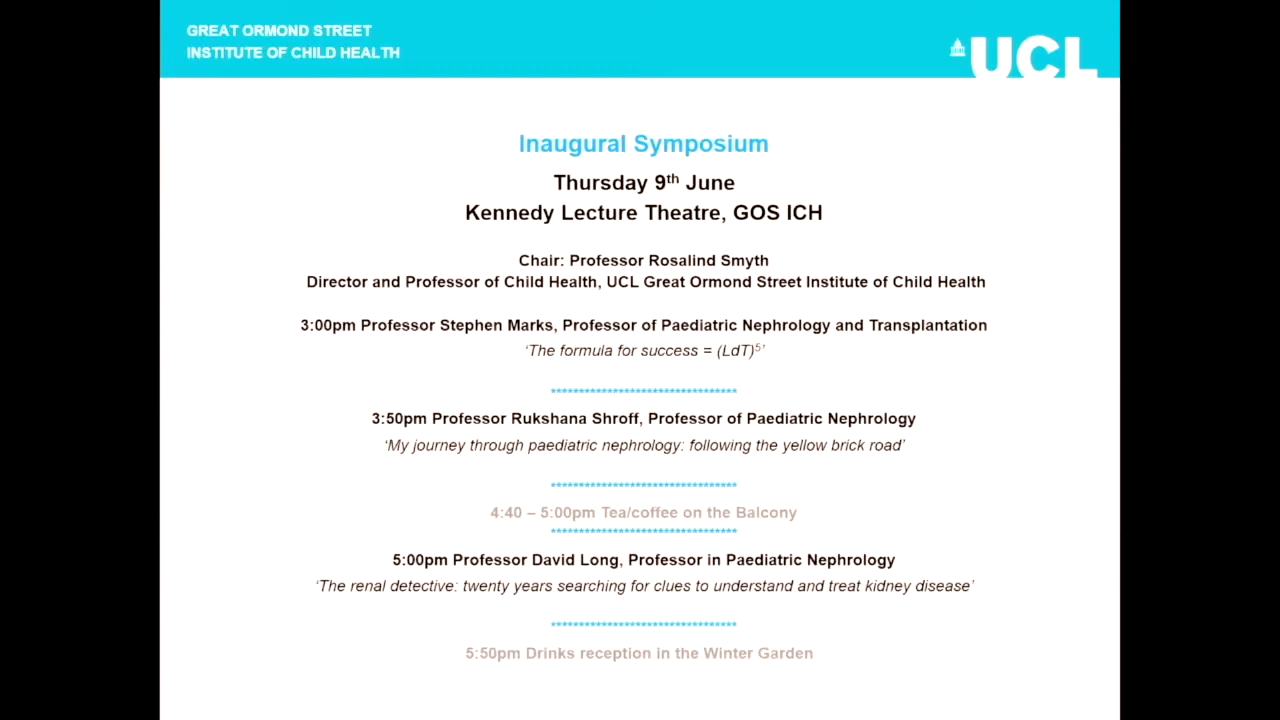 GREAT ORMOND STREET
INSTITUTE OF CHILD HEALTH
UCL
Inaugural Symposium
Thursday 9th June
Kennedy Lecture Theatre, GOS ICH
Chair: Professor Rosalind Smyth
Director and Professor of Child Health, UCL Great Ormond Street Institute of Child Health
3:00pm Professor Stephen Marks, Professor of Paediatric Nephrology and Transplantation
‘The formula for success = (LdT)⁵’
*********************************
3:50pm Professor Rukshana Shroff, Professor of Paediatric Nephrology
‘My journey through paediatric nephrology: following the yellow brick road’
*********************************
4:40 – 5:00pm Tea/coffee on the Balcony
*********************************
5:00pm Professor David Long, Professor in Paediatric Nephrology
‘The renal detective: twenty years searching for clues to understand and treat kidney disease’
*********************************
5:50pm Drinks reception in the Winter Garden